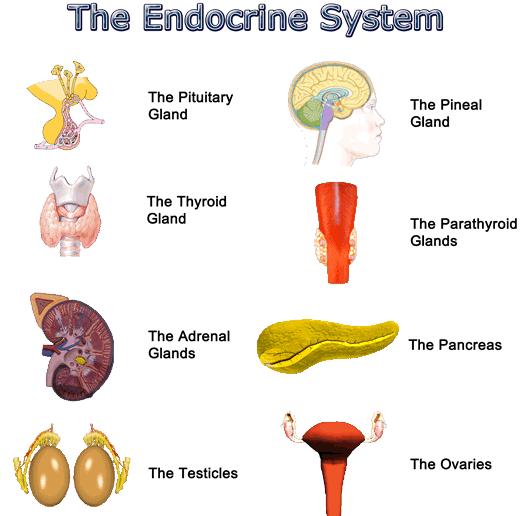 The Endocrine System
The Pituitary
Gland
The Pineal
Gland
The Thyroid
Gland
The Parathyroid
Glands
The Adrenal
Glands
The Pancreas
The Testicles
The Ovaries